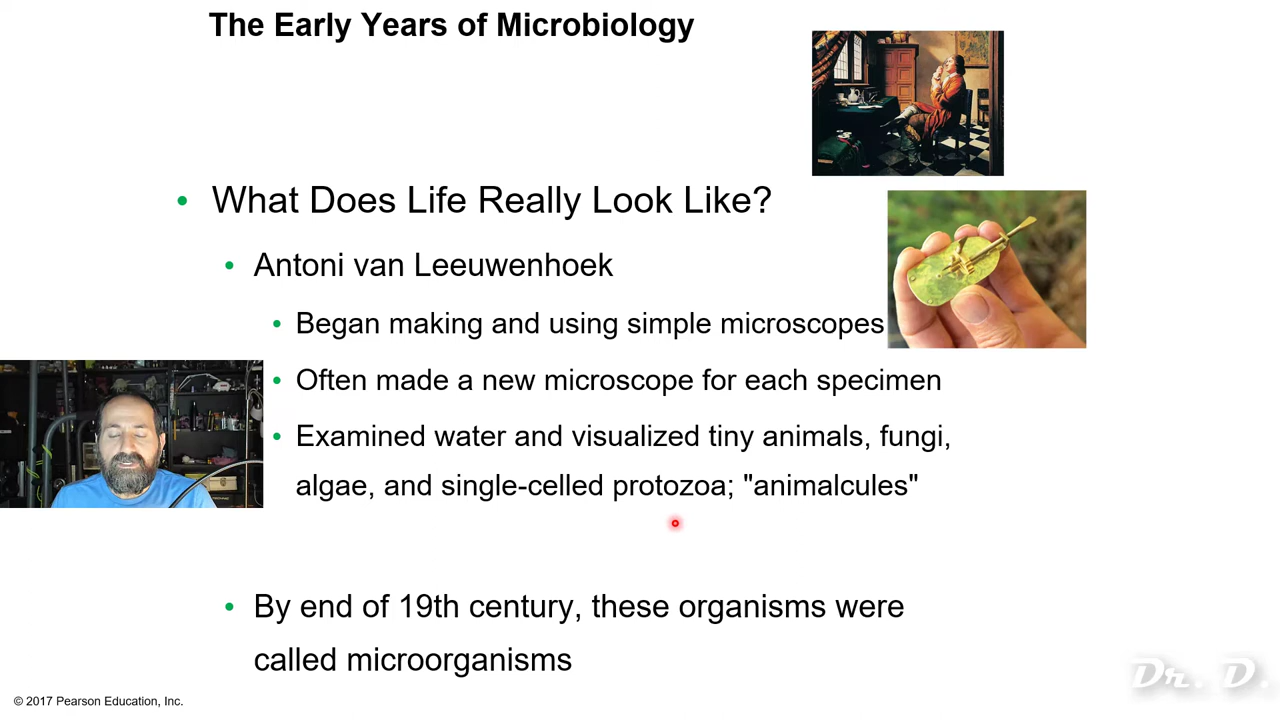 The Early Years of Microbiology
• What Does Life Really Look Like?
• Antoni van Leeuwenhoek
• Began making and using simple microscopes
• Often made a new microscope for each specimen
• Examined water and visualized tiny animals, fungi,
algae, and single-celled protozoa; "animalcules"
• By end of 19th century, these organisms were
called microorganisms
© 2017 Pearson Education, Inc.
Dr. D.